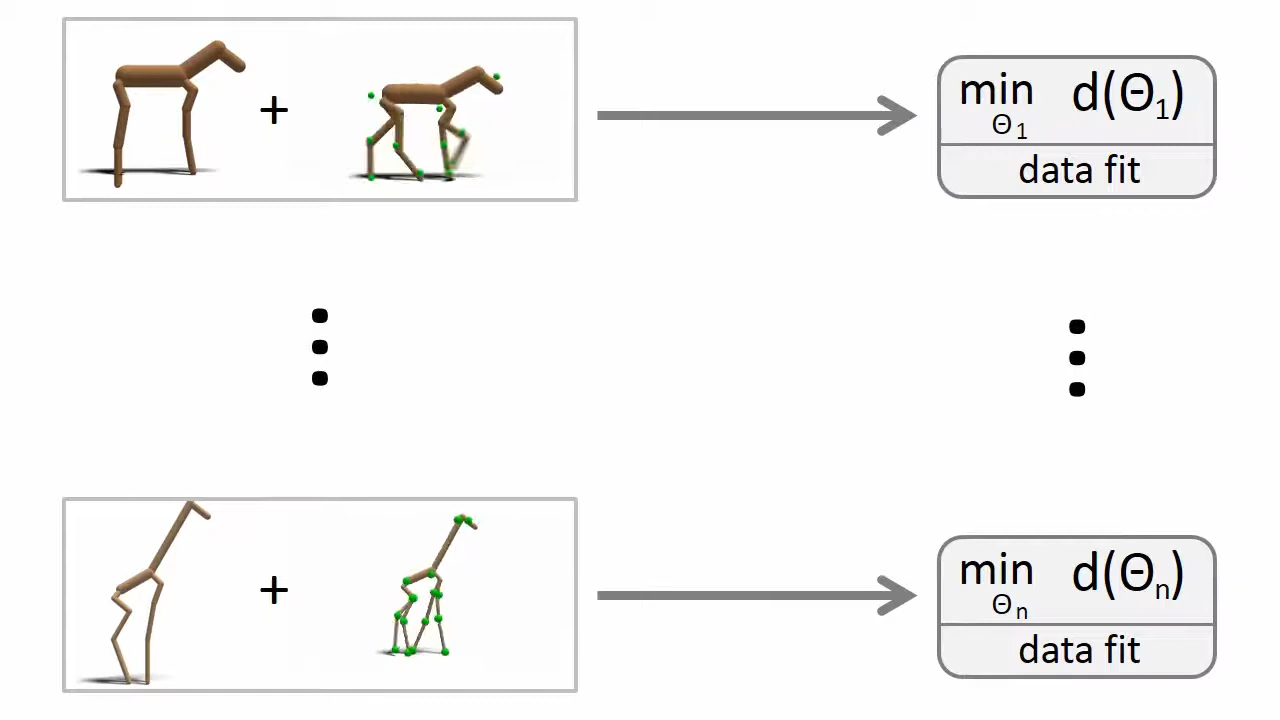 +
min d(Θ1)
Θ1
data fit
+
min d(Θn)
Θn
data fit